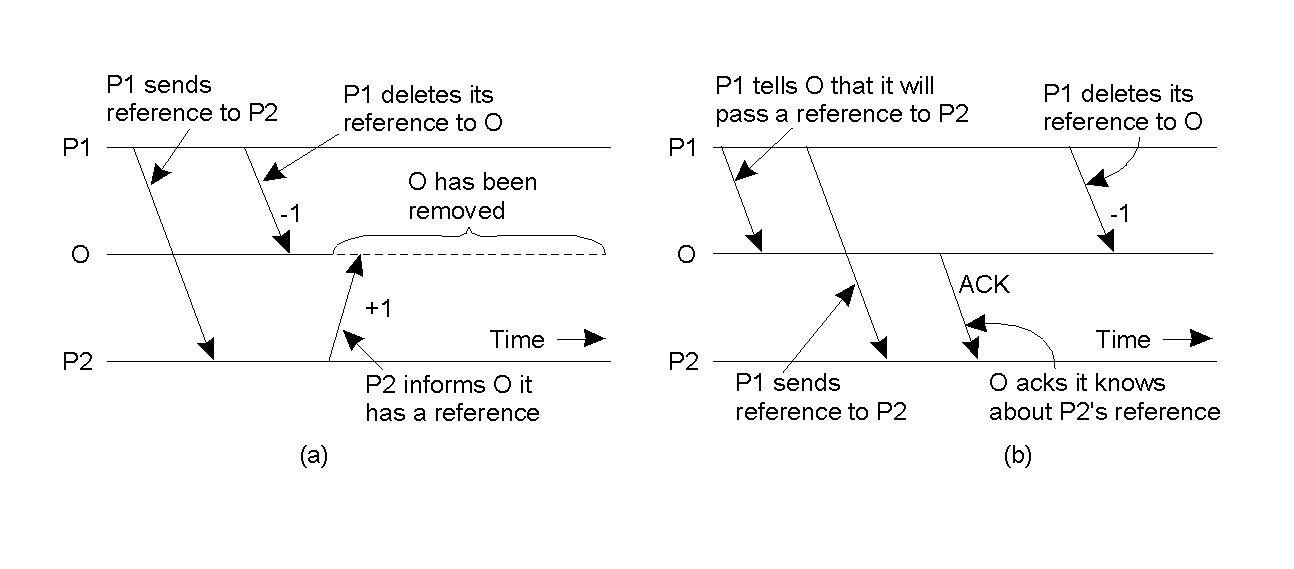 P1 sends
reference to P2
P1 deletes its
reference to O
P1
O has been
removed
-1
O
+1
Time
P2
P2 informs O it
has a reference
(a)
P1 tells O that it will
pass a reference to P2
P1 deletes its
reference to O
P1
-1
O
ACK
Time
P2
P1 sends
reference to P2
O acks it knows
about P2's reference
(b)